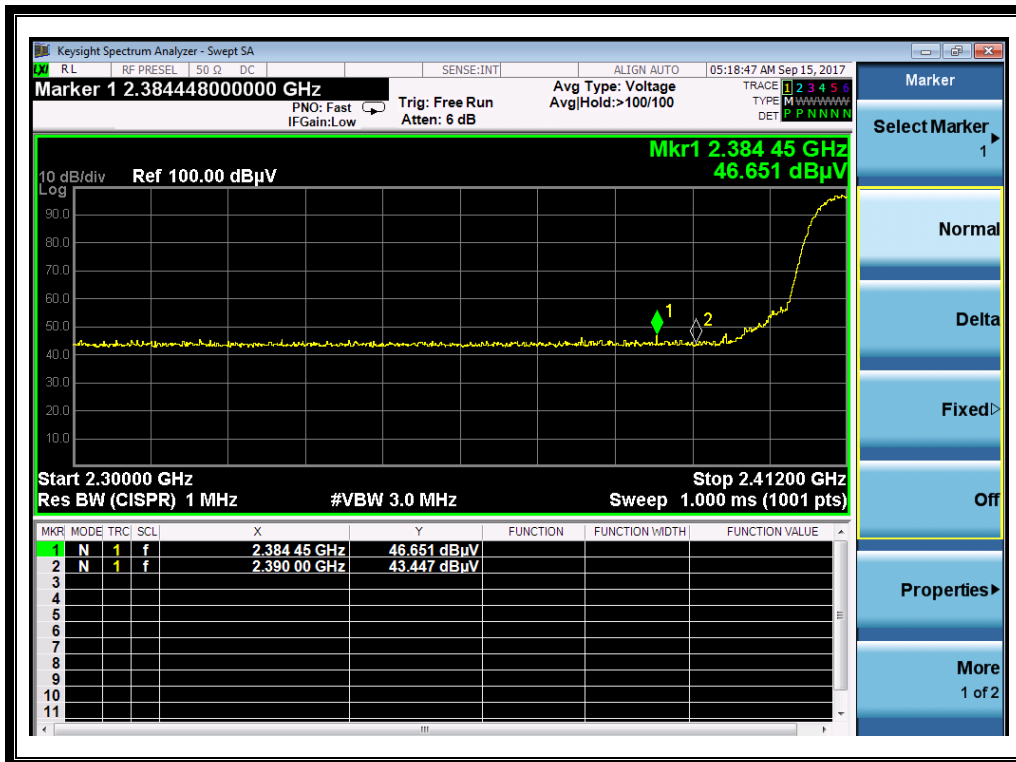 Keysight Spectrum Analyzer - Swept SA
LXI RL RF PRESEL 50 Ω DC SENSE:INT ALIGN AUTO 05:18:47 AM Sep 15, 2017
Marker 1 2.384448000000 GHz
PNO: Fast
IFGain:Low
Trig: Free Run
Atten: 6 dB
Avg Type: Voltage
Avg|Hold:>100/100
TRACE 1 2 3 4 5 6
TYPE M WWWWW
DET P P N N N N
Mkr1 2.384 45 GHz
46.651 dBµV
10 dB/div Ref 100.00 dBµV
Log
90.0
80.0
70.0
60.0
50.0
40.0
30.0
20.0
10.0
1
2
Start 2.30000 GHz Stop 2.41200 GHz
Res BW (CISPR) 1 MHz #VBW 3.0 MHz Sweep 1.000 ms (1001 pts)
MKR MODE TRC SCL X Y FUNCTION FUNCTION WIDTH FUNCTION VALUE
1 N 1 f 2.384 45 GHz 46.651 dBµV
2 N 1 f 2.390 00 GHz 43.447 dBµV
3
4
5
6
7
8
9
10
11
Marker
Select Marker
1
Normal
Delta
Fixed
Off
Properties
More
1 of 2